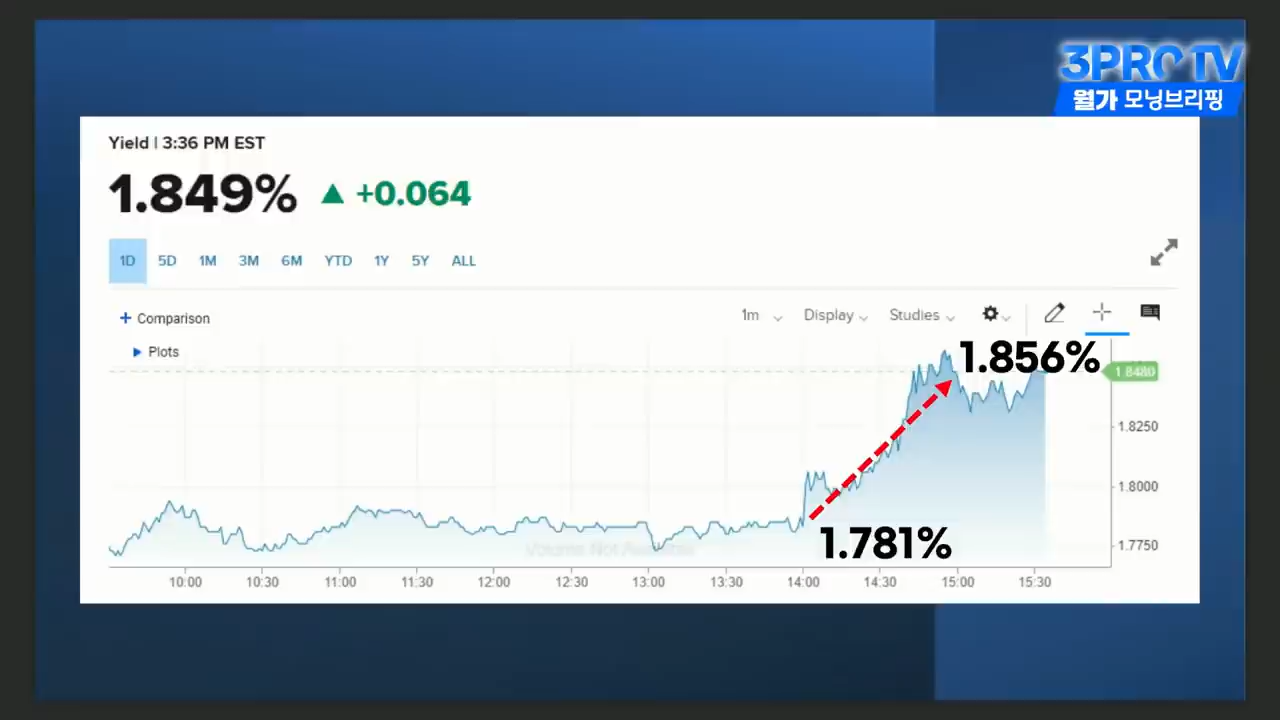 3PRO TV
월가 모닝브리핑
Yield | 3:36 PM EST
1.849% ▲ +0.064
1D 5D 1M 3M 6M YTD 1Y 5Y ALL
+ Comparison 1m Display Studies
Plots
1.856%
1.8480
1.8250
1.8000
1.781%
Volume Not Available
1.7750
10:00 10:30 11:00 11:30 12:00 12:30 13:00 13:30 14:00 14:30 15:00 15:30